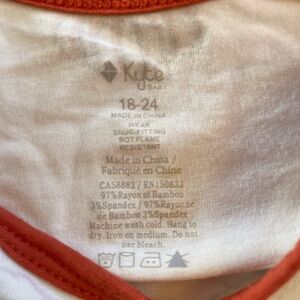 Kyte
BABY
18-24
MADE IN CHINA
WEAR
SNUG-FITTING
NOT FLAME
RESISTANT
Made in China /
Fabriqué en Chine
CA58882 / RN150833
97%Rayon of Bamboo
3%Spandex / 97%Rayonne
de Bambou 3%Spandex
Machine wash cold. Hang to
dry. Iron on medium. Do not
use bleach.